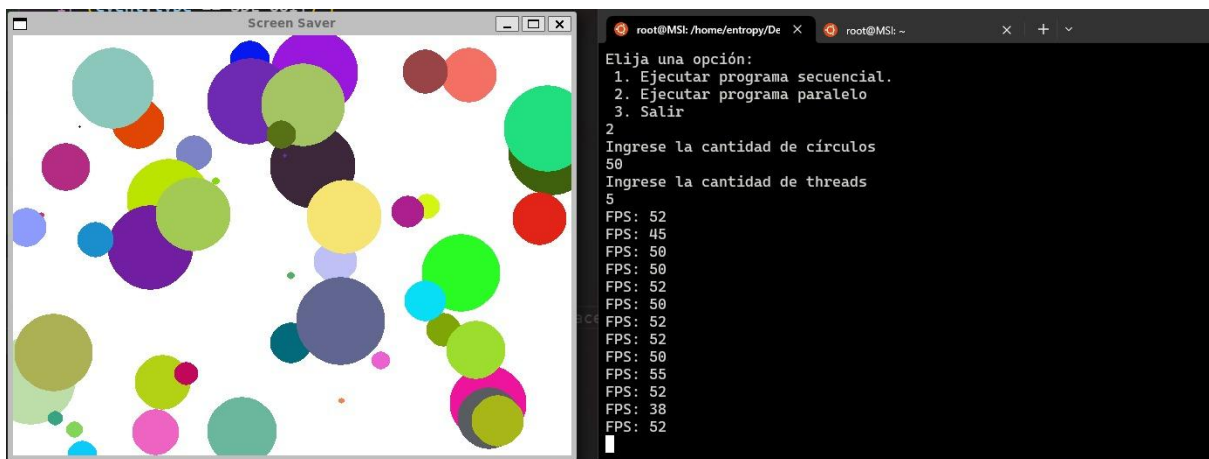 Screen Saver
root@MSI: /home/entropy/De
root@MSI: ~
Elija una opción:
1. Ejecutar programa secuencial.
2. Ejecutar programa paralelo
3. Salir
2
Ingrese la cantidad de círculos
50
Ingrese la cantidad de threads
5
FPS: 52
FPS: 45
FPS: 50
FPS: 50
FPS: 52
FPS: 50
FPS: 52
FPS: 52
FPS: 50
FPS: 55
FPS: 52
FPS: 38
FPS: 52